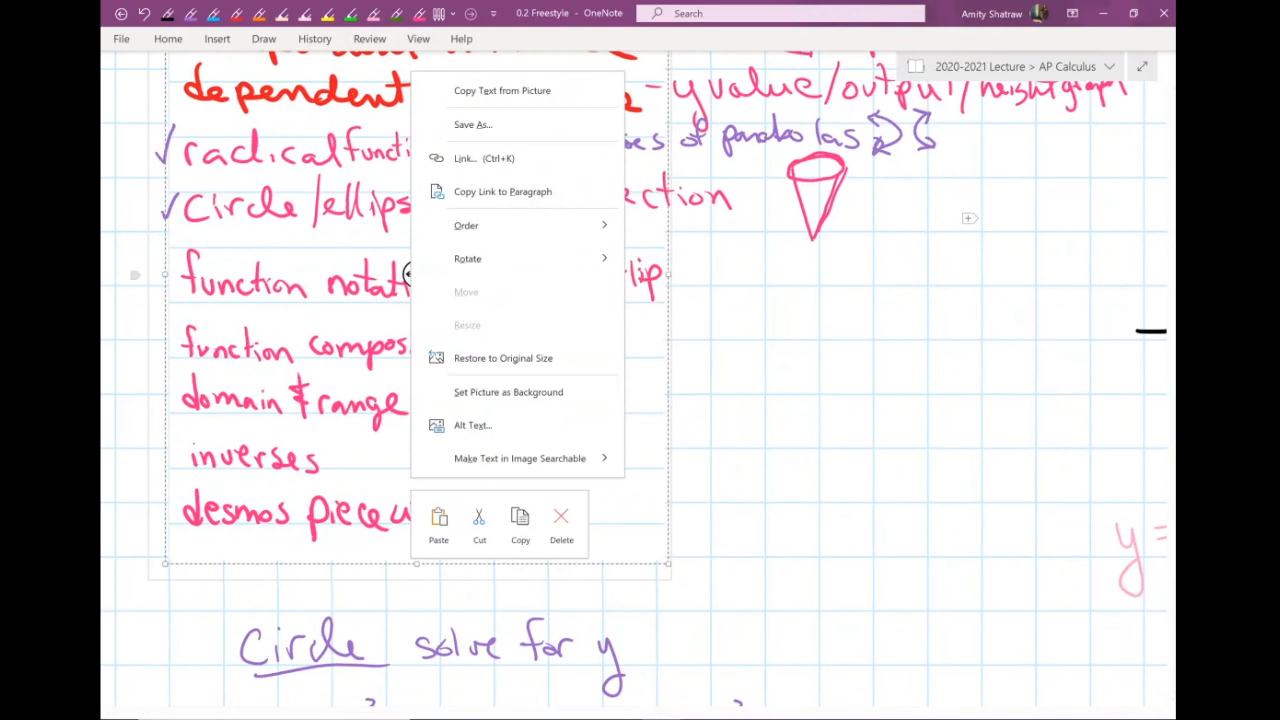 0.2 Freestyle - OneNote
Search
Amity Shatraw
File Home Insert Draw History Review View Help
2020-2021 Lecture > AP Calculus
dependent - y value/output/height graph
radical functi es of parabolas
Circle/ellips ection
function notati lip
function compos
domain & range
inverses
desmos piecew
Copy Text from Picture
Save As...
Link... (Ctrl+K)
Copy Link to Paragraph
Order
Rotate
Move
Resize
Restore to Original Size
Set Picture as Background
Alt Text...
Make Text in Image Searchable
Paste Cut Copy Delete
y =
Circle solve for y